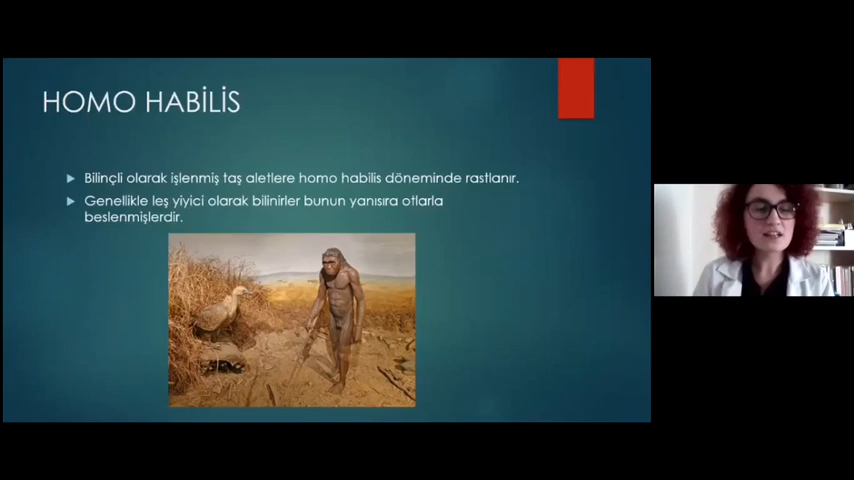 HOMO HABİLİS
Bilinçli olarak işlenmiş taş aletlere homo habilis döneminde rastlanır.
Genellikle leş yiyici olarak bilinirler bunun yanısıra otlarla
beslenmişlerdir.